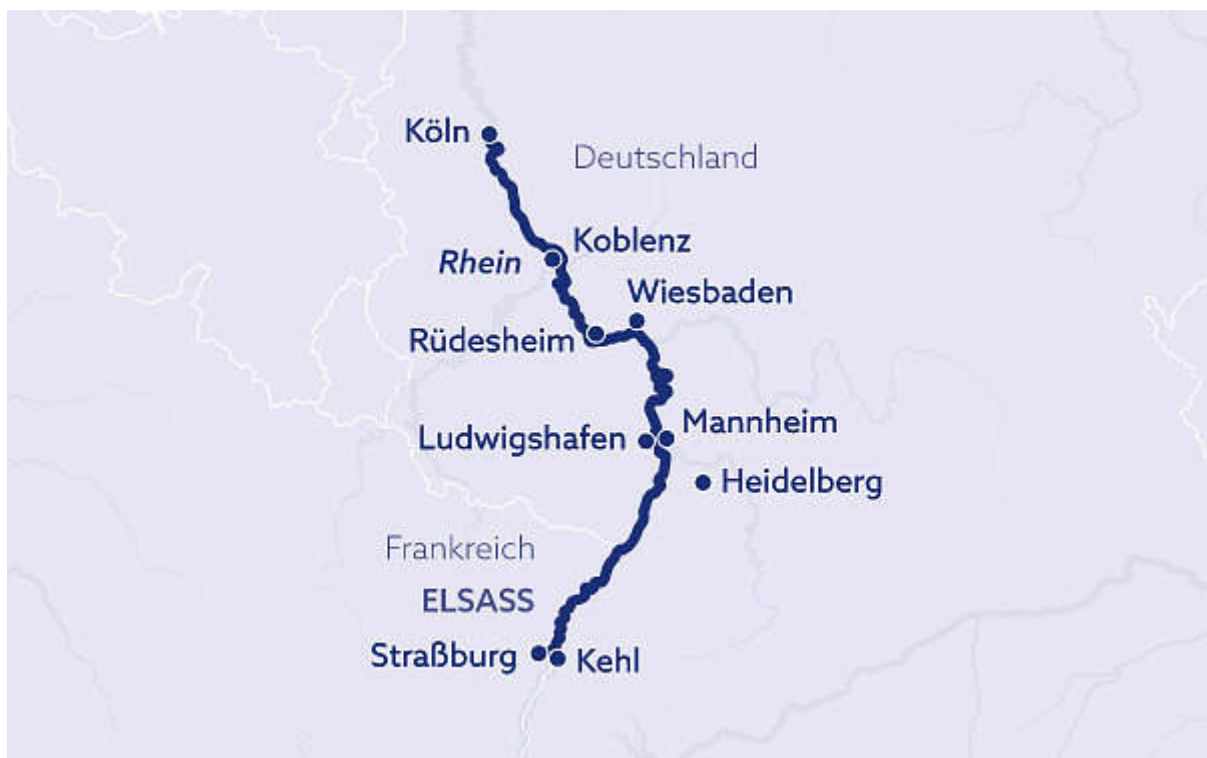 Köln
Deutschland
Koblenz
Rhein
Wiesbaden
Rüdesheim
Mannheim
Ludwigshafen
Heidelberg
Frankreich
ELSASS
Straßburg
Kehl